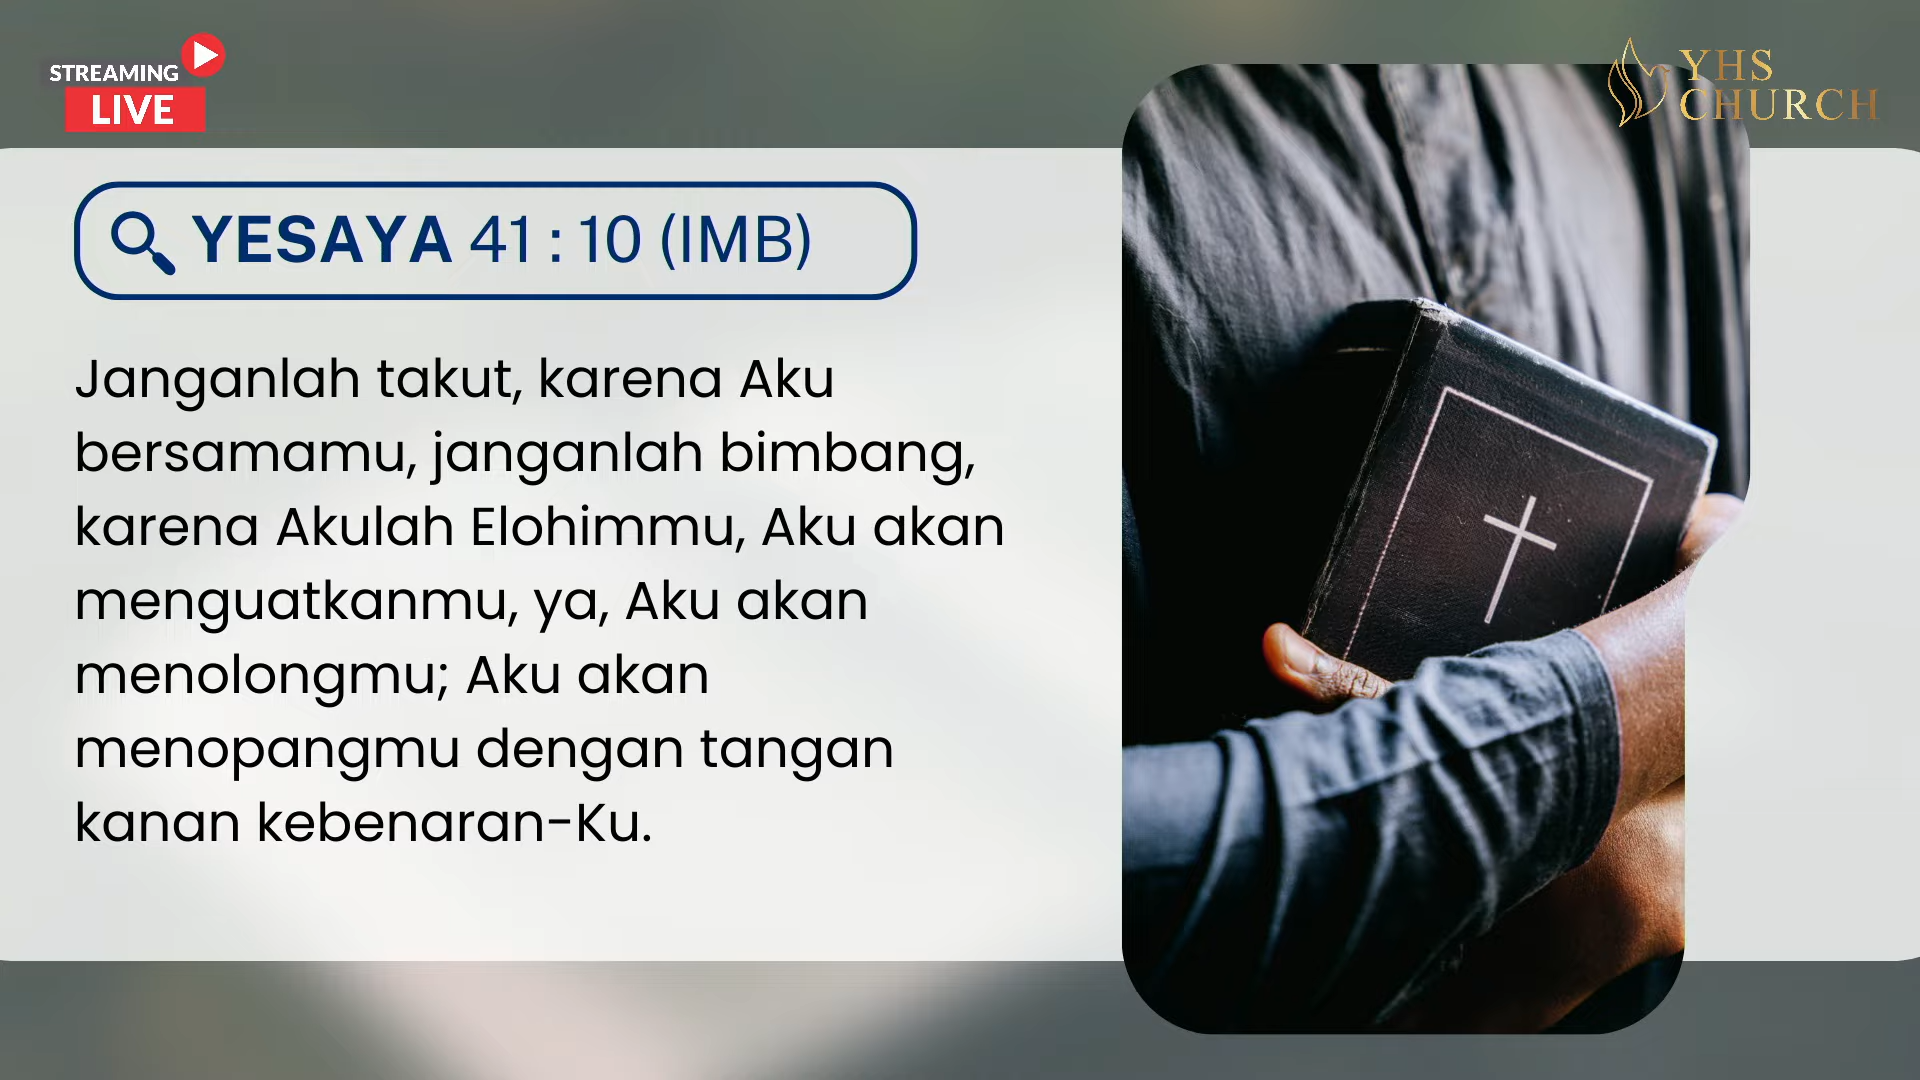 STREAMING
LIVE
YHS
CHURCH
YESAYA 41 : 10 (IMB)
Janganlah takut, karena Aku
bersamamu, janganlah bimbang,
karena Akulah Elohimmu, Aku akan
menguatkanmu, ya, Aku akan
menolongmu; Aku akan
menopangmu dengan tangan
kanan kebenaran-Ku.